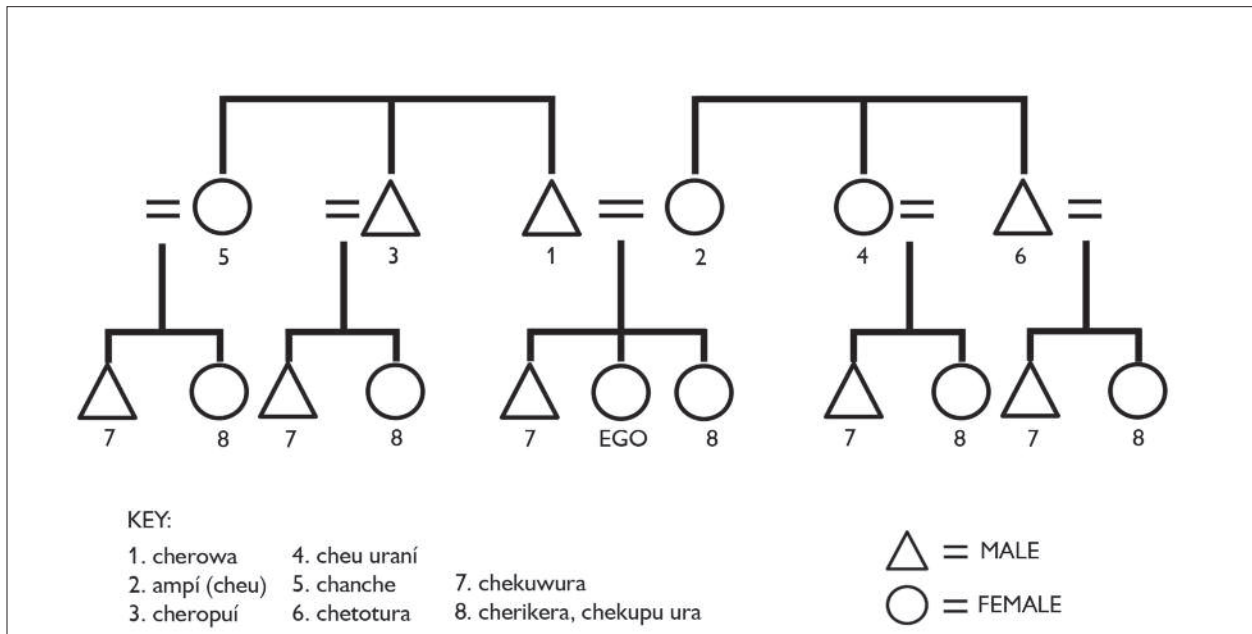 5 3 1 2 4 6
7 8 7 8 7 EGO 8 7 8 7 8
KEY:
1. cherowa
2. ampí (cheu)
3. cheropuí
4. cheu uraní
5. chanche
6. chetotura
7. chekuwura
8. cherikera, chekupu ura
= MALE
= FEMALE